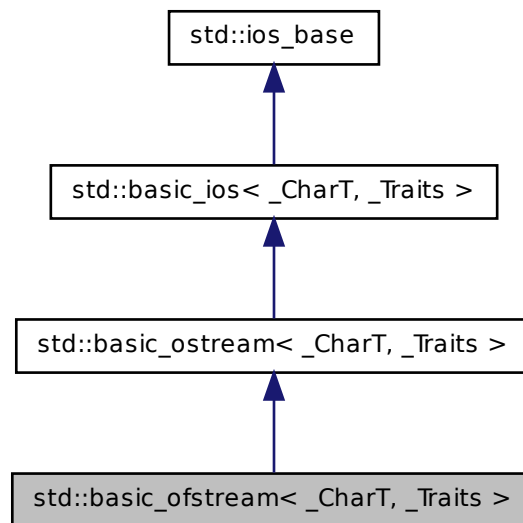 std::ios_base
std::basic_ios< _CharT, _Traits >
std::basic_ostream< _CharT, _Traits >
std::basic_ofstream< _CharT, _Traits >